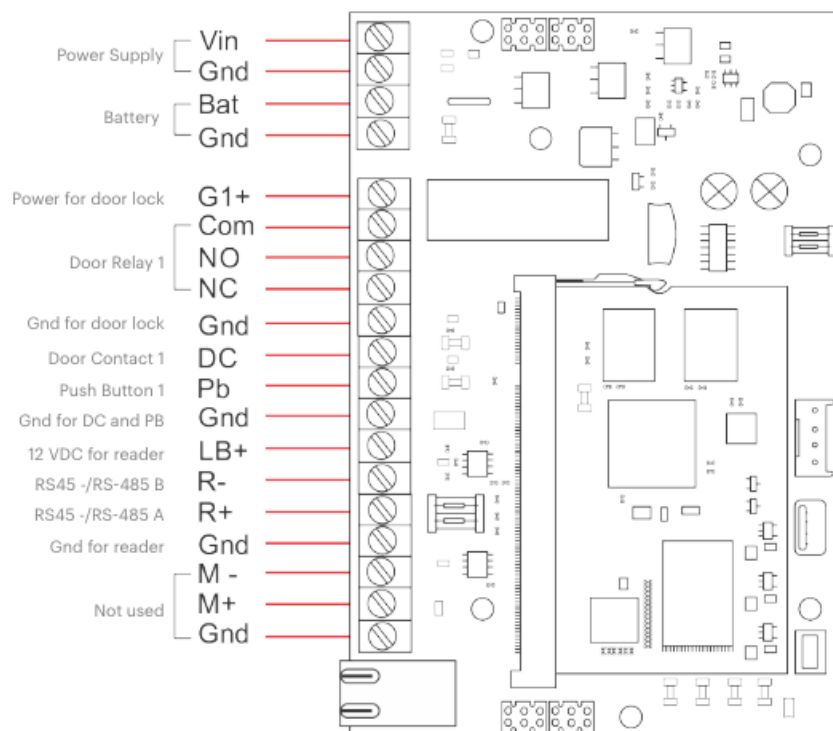 Power Supply
Vin
Gnd
Battery
Bat
Gnd
Power for door lock G1+
Door Relay 1
Com
NO
NC
Gnd for door lock Gnd
Door Contact 1 DC
Push Button 1 Pb
Gnd for DC and PB Gnd
12 VDC for reader LB+
RS45 -/RS-485 B R-
RS45 -/RS-485 A R+
Gnd for reader Gnd
Not used
M -
M+
Gnd